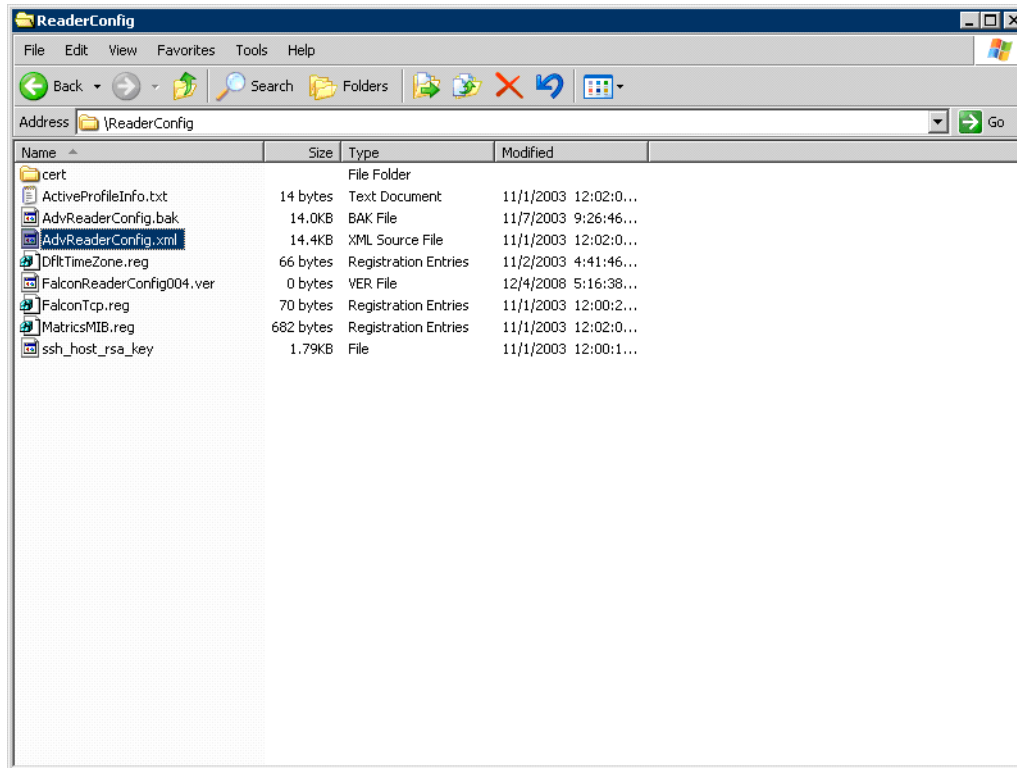 ReaderConfig
File Edit View Favorites Tools Help
Back Search Folders
Address \ReaderConfig Go
Name Size Type Modified
cert File Folder
ActiveProfileInfo.txt 14 bytes Text Document 11/1/2003 12:02:0...
AdvReaderConfig.bak 14.0KB BAK File 11/7/2003 9:26:46...
AdvReaderConfig.xml 14.4KB XML Source File 11/1/2003 12:02:0...
DfltTimeZone.reg 66 bytes Registration Entries 11/2/2003 4:41:46...
FalconReaderConfig004.ver 0 bytes VER File 12/4/2008 5:16:38...
FalconTcp.reg 70 bytes Registration Entries 11/1/2003 12:00:2...
MatricsMIB.reg 682 bytes Registration Entries 11/1/2003 12:02:0...
ssh_host_rsa_key 1.79KB File 11/1/2003 12:00:1...